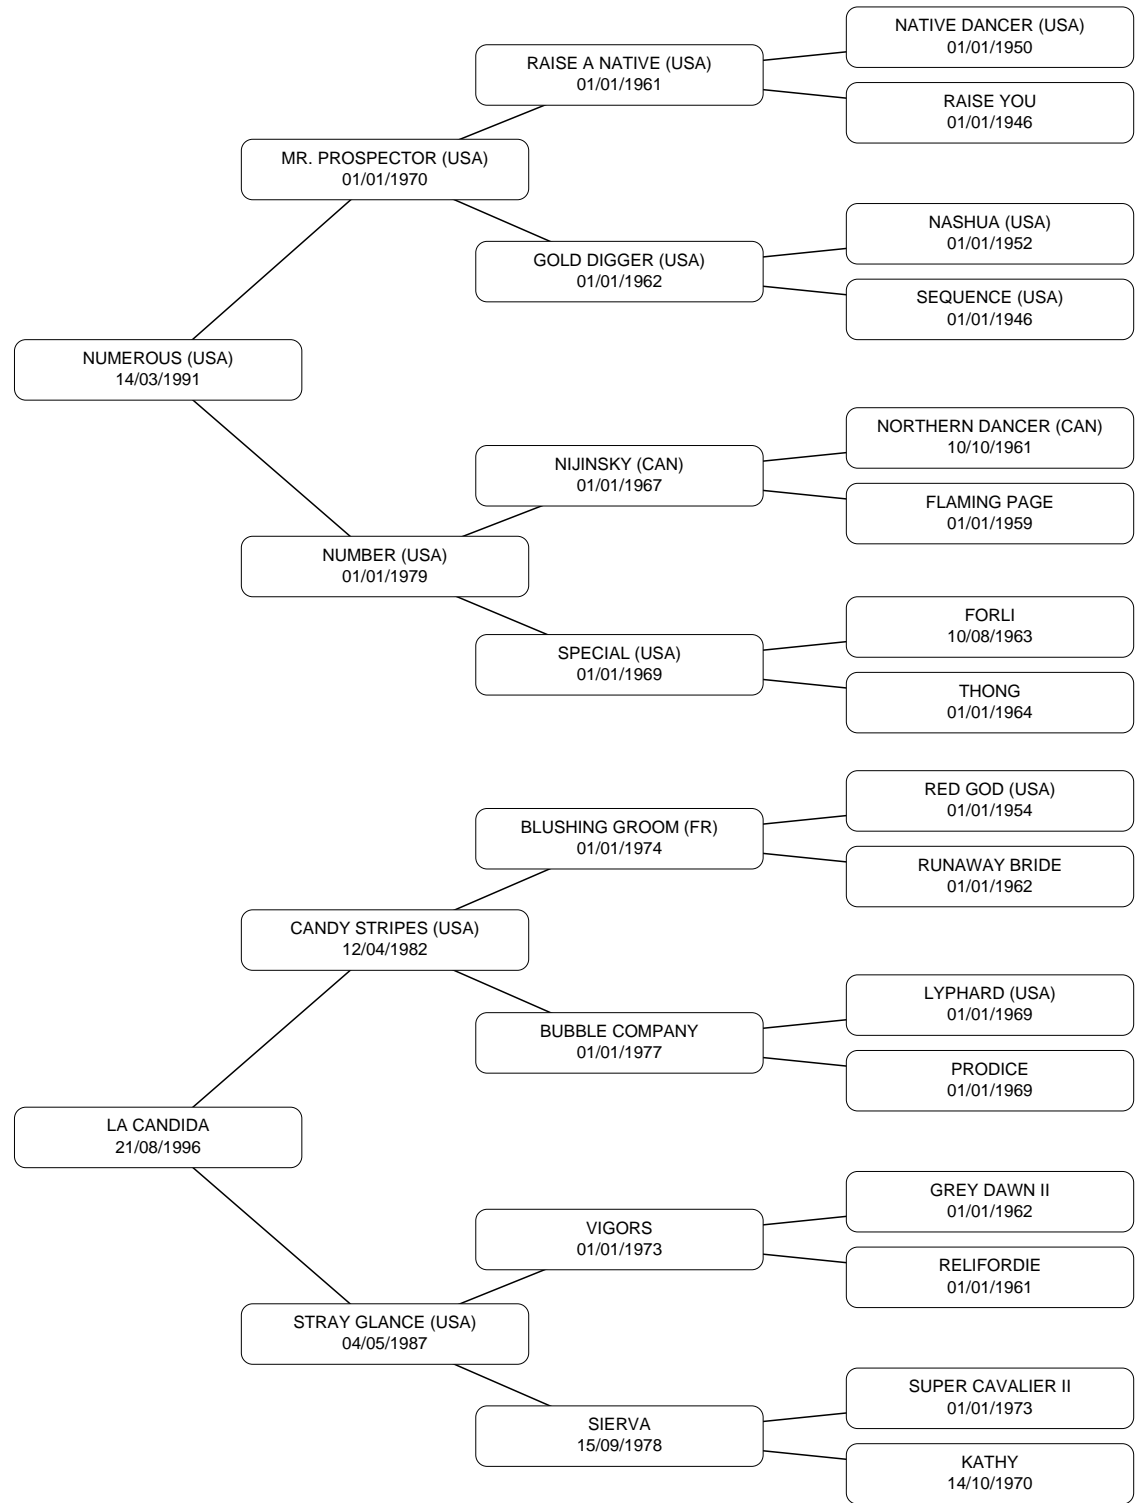 NATIVE DANCER (USA)
01/01/1950
RAISE A NATIVE (USA)
01/01/1961
RAISE YOU
01/01/1946
MR. PROSPECTOR (USA)
01/01/1970
NASHUA (USA)
01/01/1952
GOLD DIGGER (USA)
01/01/1962
SEQUENCE (USA)
01/01/1946
NUMEROUS (USA)
14/03/1991
NORTHERN DANCER (CAN)
10/10/1961
NIJINSKY (CAN)
01/01/1967
FLAMING PAGE
01/01/1959
NUMBER (USA)
01/01/1979
FORLI
10/08/1963
SPECIAL (USA)
01/01/1969
THONG
01/01/1964
RED GOD (USA)
01/01/1954
BLUSHING GROOM (FR)
01/01/1974
RUNAWAY BRIDE
01/01/1962
CANDY STRIPES (USA)
12/04/1982
LYPHARD (USA)
01/01/1969
BUBBLE COMPANY
01/01/1977
PRODICE
01/01/1969
LA CANDIDA
21/08/1996
GREY DAWN II
01/01/1962
VIGORS
01/01/1973
RELIFORDIE
01/01/1961
STRAY GLANCE (USA)
04/05/1987
SUPER CAVALIER II
01/01/1973
SIERVA
15/09/1978
KATHY
14/10/1970